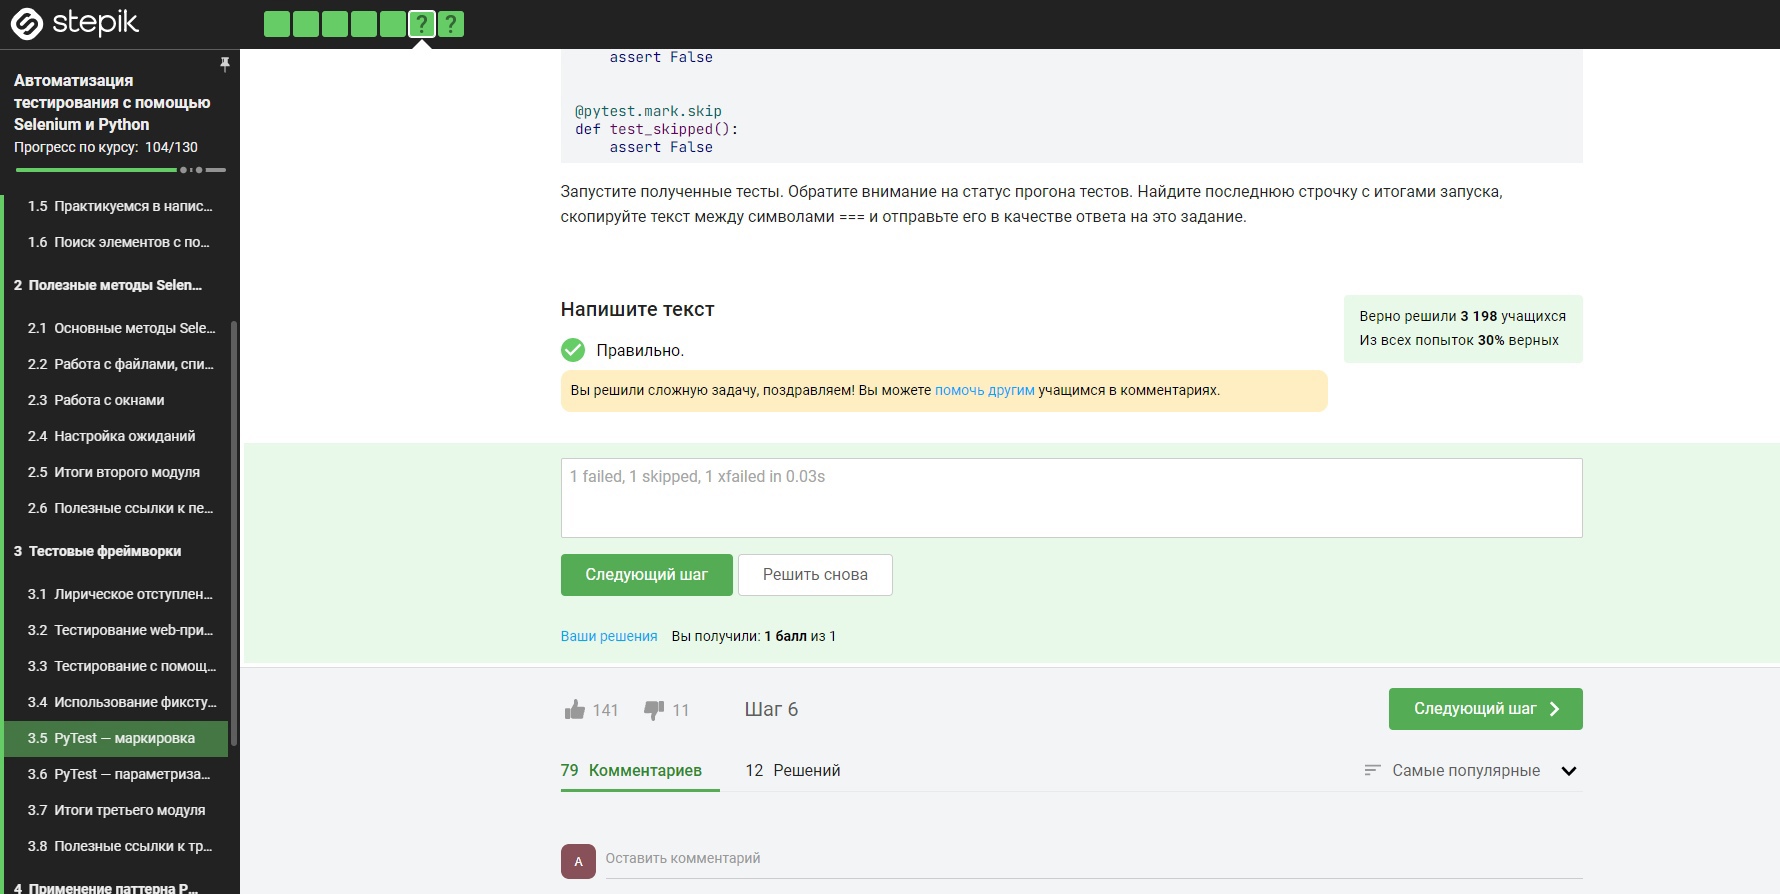 stepik
? ?
Автоматизация
тестирования с помощью
Selenium и Python
Прогресс по курсу: 104/130
1.5 Практикуемся в напис...
1.6 Поиск элементов с по...
2 Полезные методы Selen...
2.1 Основные методы Sele...
2.2 Работа с файлами, спи...
2.3 Работа с окнами
2.4 Настройка ожиданий
2.5 Итоги второго модуля
2.6 Полезные ссылки к пе...
3 Тестовые фреймворки
3.1 Лирическое отступлен...
3.2 Тестирование web-при...
3.3 Тестирование с помощ...
3.4 Использование фиксту...
3.5 PyTest — маркировка
3.6 PyTest — параметриза...
3.7 Итоги третьего модуля
3.8 Полезные ссылки к тр...
4 Применение паттерна P...
assert False
@pytest.mark.skip
def test_skipped():
assert False
Запустите полученные тесты. Обратите внимание на статус прогона тестов. Найдите последнюю строчку с итогами запуска,
скопируйте текст между символами === и отправьте его в качестве ответа на это задание.
Напишите текст
Верно решили 3 198 учащихся
Из всех попыток 30% верных
Правильно.
Вы решили сложную задачу, поздравляем! Вы можете помочь другим учащимся в комментариях.
1 failed, 1 skipped, 1 xfailed in 0.03s
Следующий шаг
Решить снова
Ваши решения Вы получили: 1 балл из 1
141 11 Шаг 6
Следующий шаг
79 Комментариев 12 Решений
Самые популярные
A
Оставить комментарий